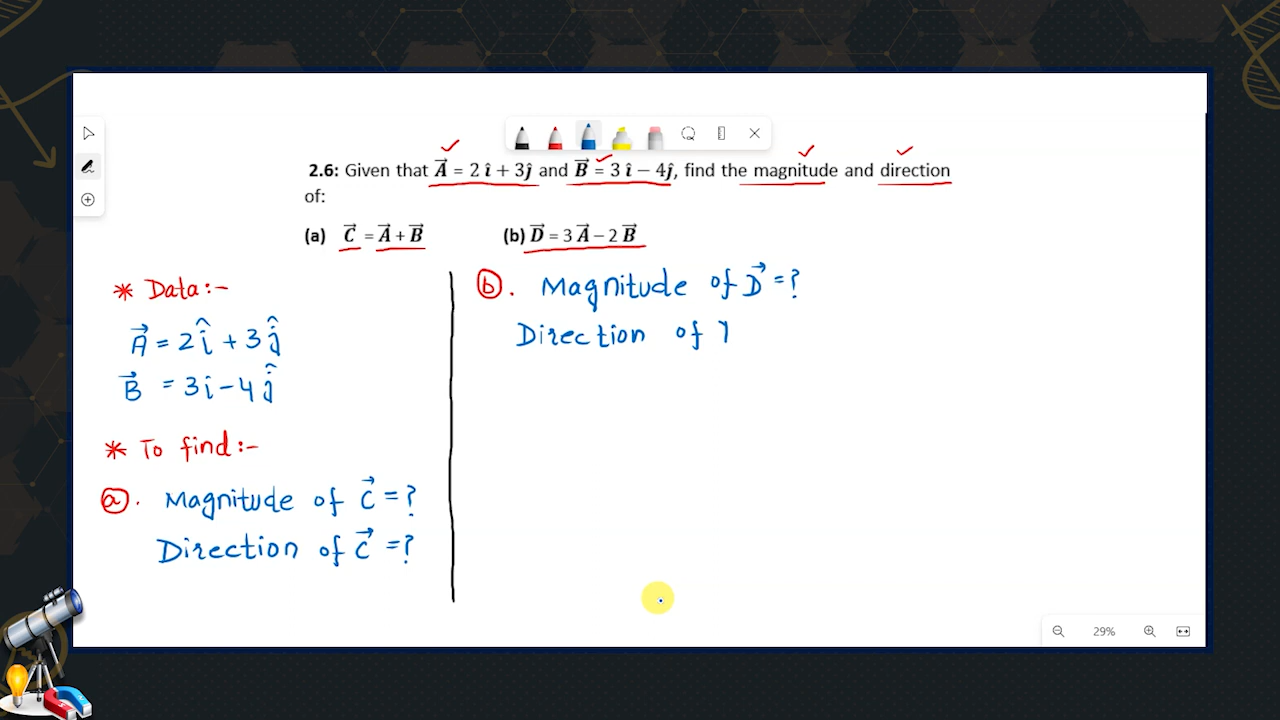 2.6: Given that A⃗ = 2 î + 3ĵ and B⃗ = 3 î − 4ĵ, find the magnitude and direction
of:
(a) C⃗ = A⃗ + B⃗ (b) D⃗ = 3 A⃗ − 2 B⃗
* Data:-
A⃗ = 2î + 3ĵ
B⃗ = 3i - 4ĵ
* To find:-
a. Magnitude of C⃗ = ?
Direction of C⃗ = ?
b. Magnitude of D⃗ = ?
Direction of
29%